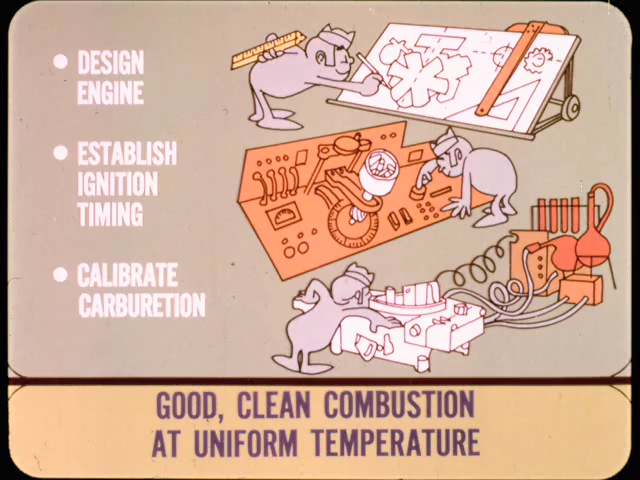 DESIGN
ENGINE
ESTABLISH
IGNITION
TIMING
CALIBRATE
CARBURETION
GOOD, CLEAN COMBUSTION
AT UNIFORM TEMPERATURE